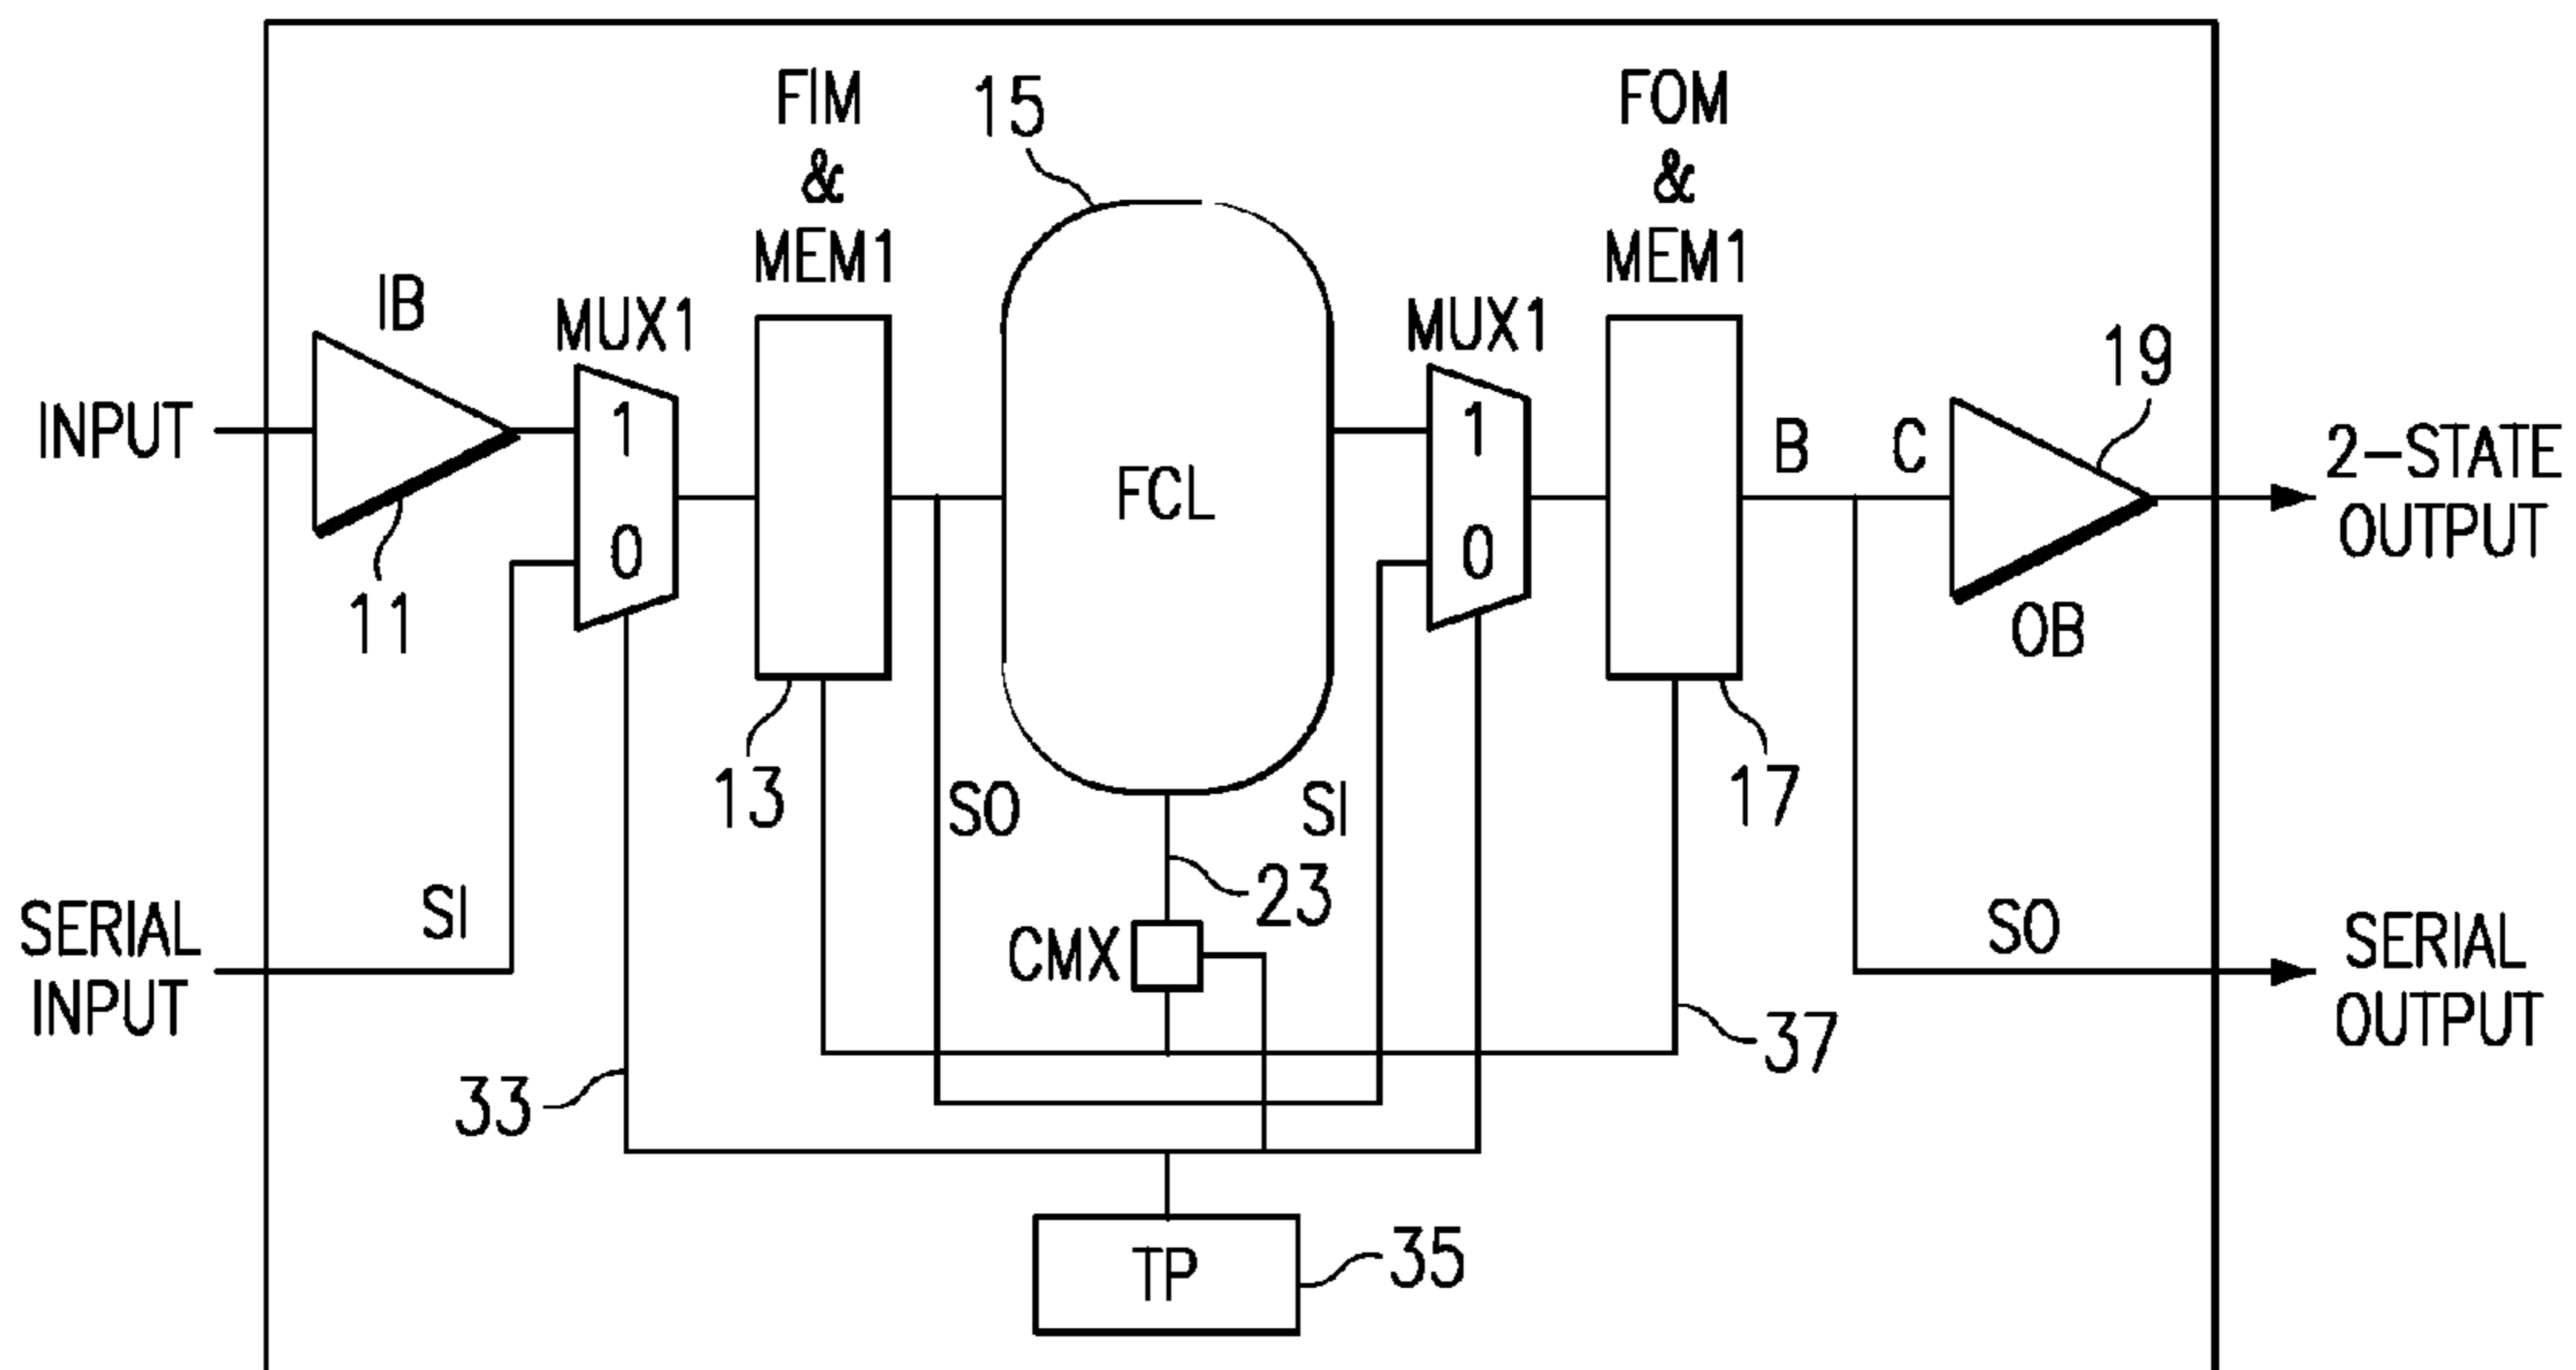 FIM
&
MEM1
15
FOM
&
MEM1
IB
MUX1
MUX1
19
INPUT
1
0
FCL
1
0
B
C
2-STATE
OUTPUT
11
OB
13
SO
SI
17
SERIAL
INPUT
SI
23
CMX
SO
SERIAL
OUTPUT
33
37
TP
35